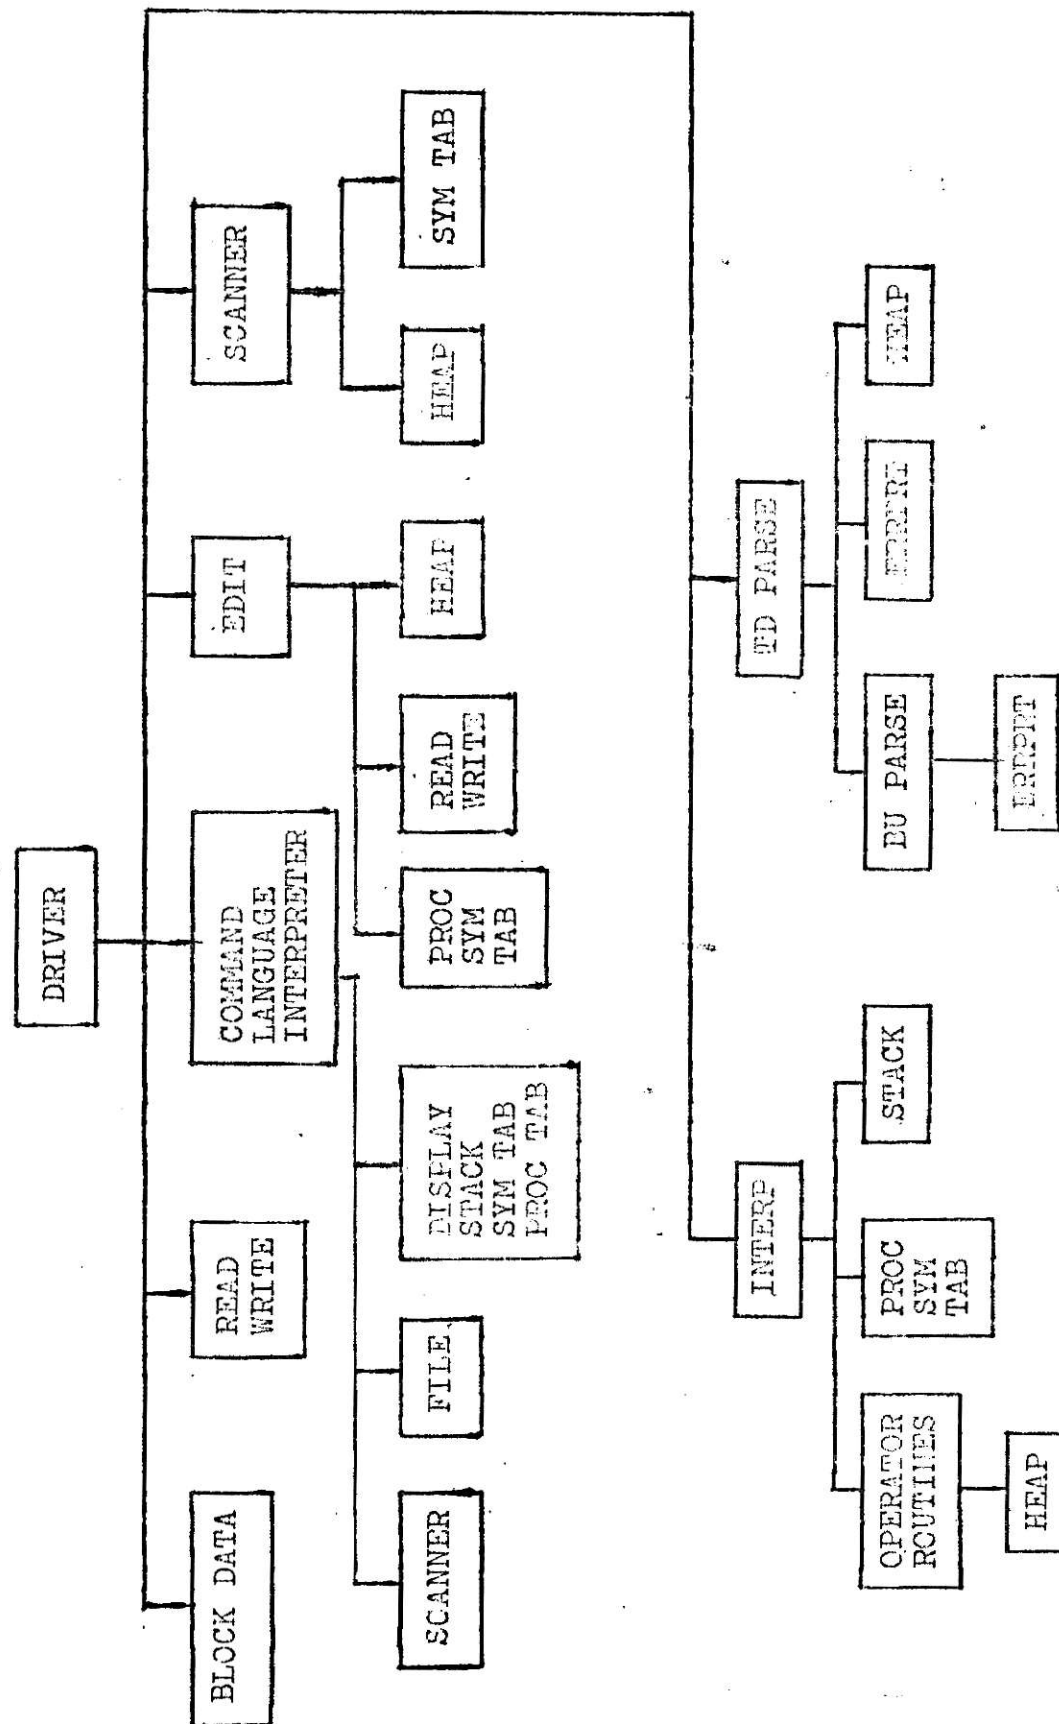 DRIVER
BLOCK DATA
READ
WRITE
COMMAND
LANGUAGE
INTERPRETER
EDIT
SCANNER
SCANNER
FILE
DISPLAY
STACK
SYM TAB
PROC TAB
PROC
SYM
TAB
READ
WRITE
HEAP
HEAP
SYM TAB
INTERP
TD PARSE
OPERATOR
ROUTINES
PROC
SYM
TAB
STACK
BU PARSE
HEAP
HEAP